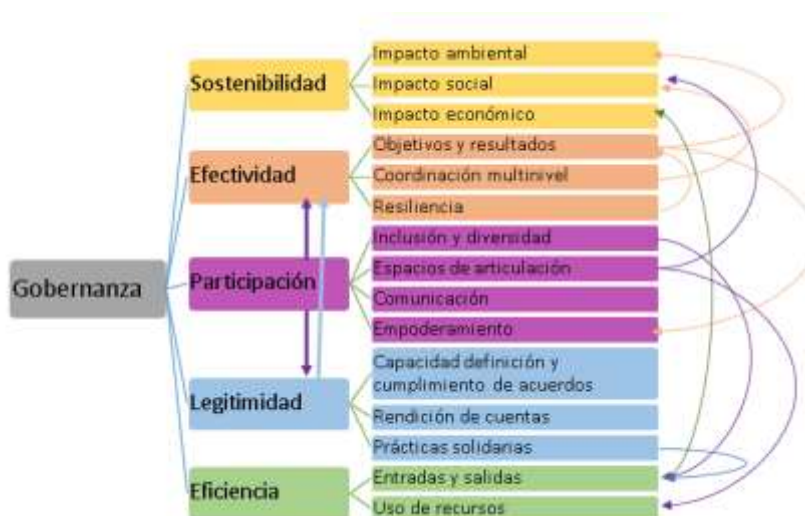 Gobernanza
Sostenibilidad
Impacto ambiental
Impacto social
Impacto económico
Efectividad
Objetivos y resultados
Coordinación multinivel
Resiliencia
Participación
Inclusión y diversidad
Espacios de articulación
Comunicación
Empoderamiento
Legitimidad
Capacidad definición y
cumplimiento de acuerdos
Rendición de cuentas
Prácticas solidarias
Eficiencia
Entradas y salidas
Uso de recursos